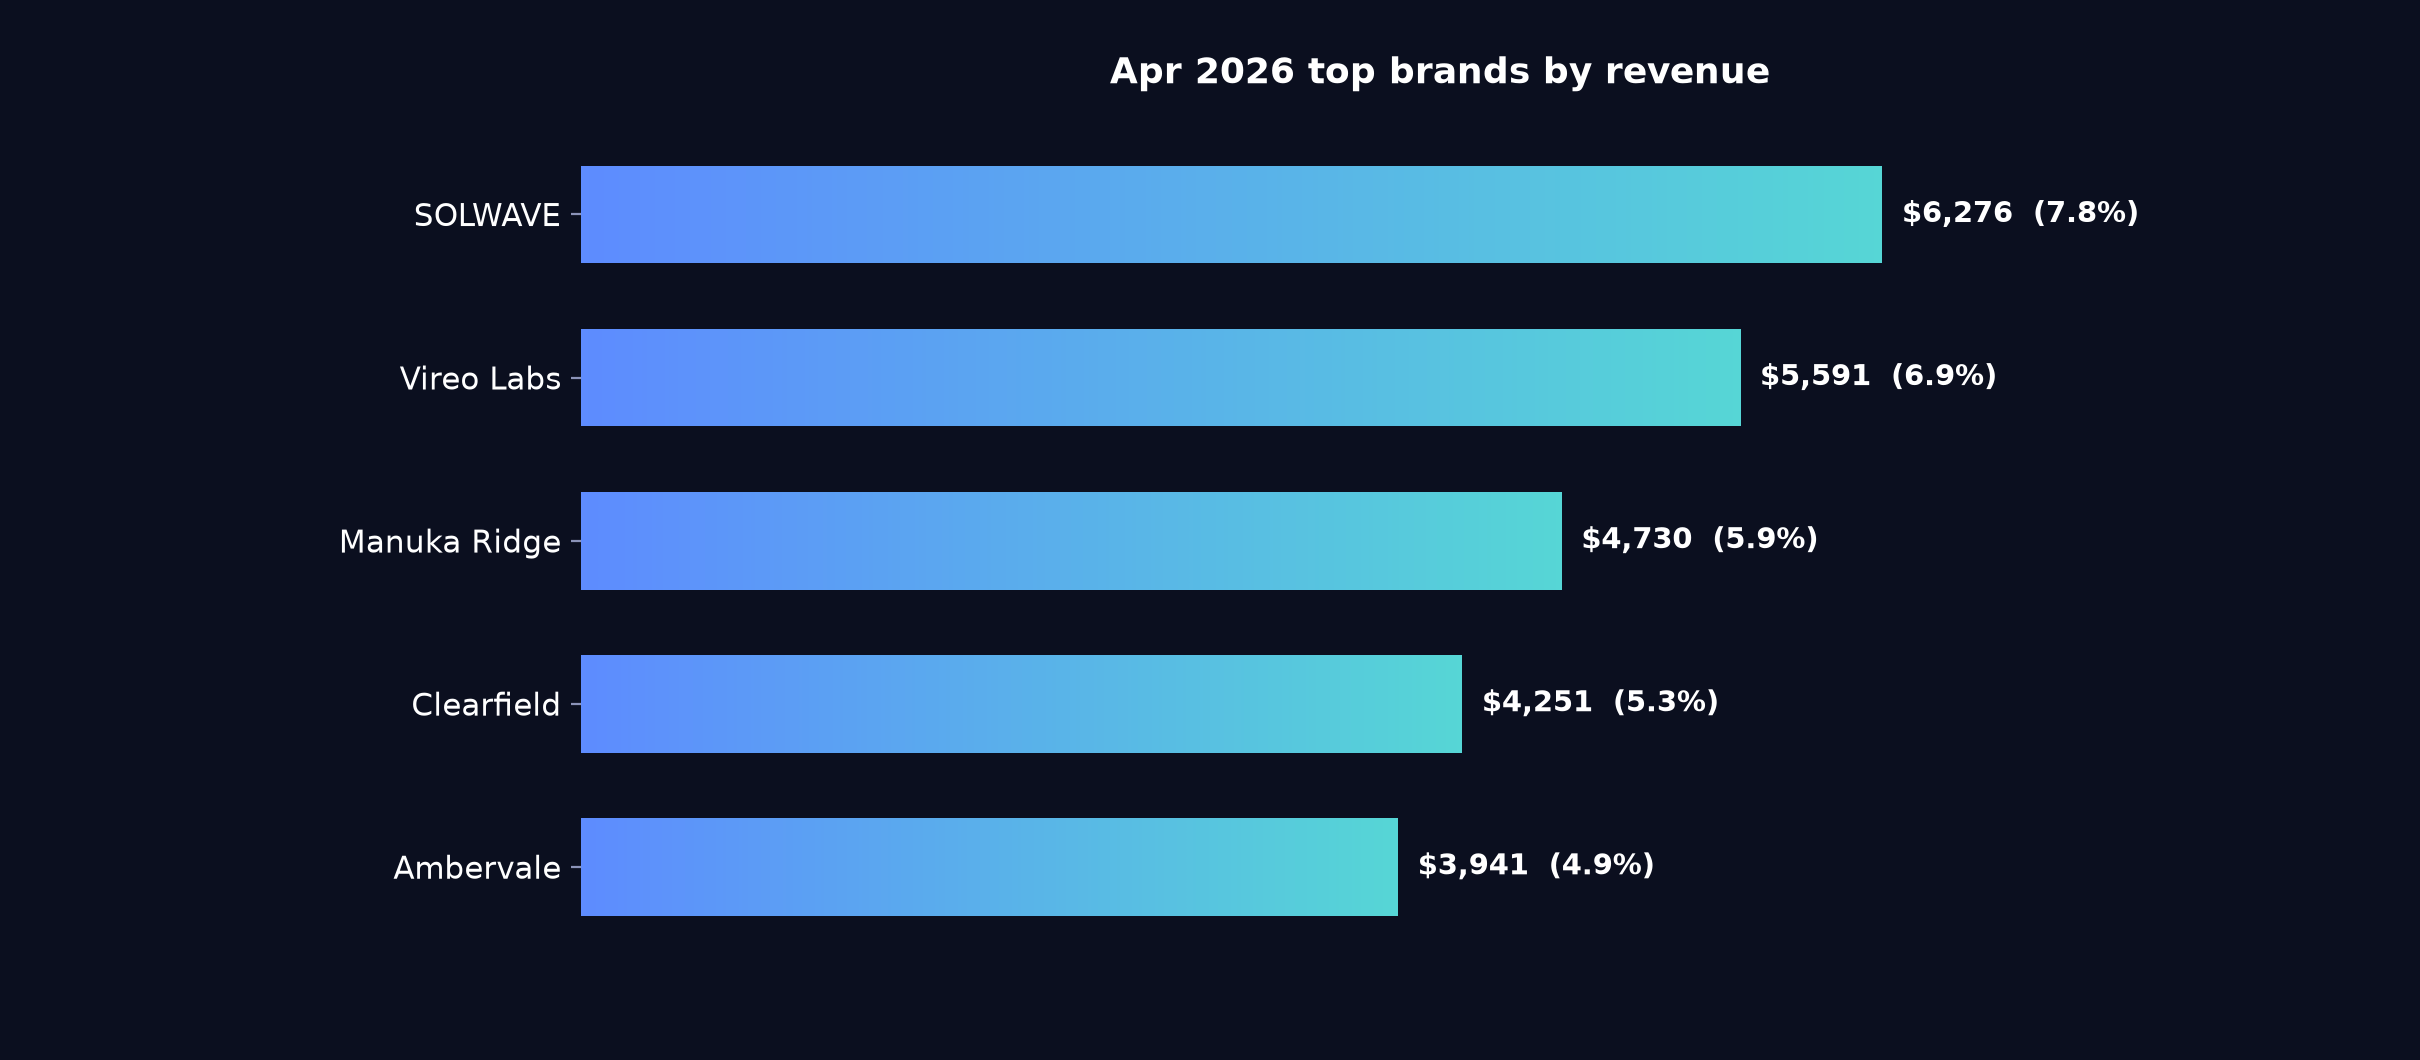 Apr 2026 top brands by revenue
SOLWAVE $6,276 (7.8%)
Vireo Labs $5,591 (6.9%)
Manuka Ridge $4,730 (5.9%)
Clearfield $4,251 (5.3%)
Ambervale $3,941 (4.9%)